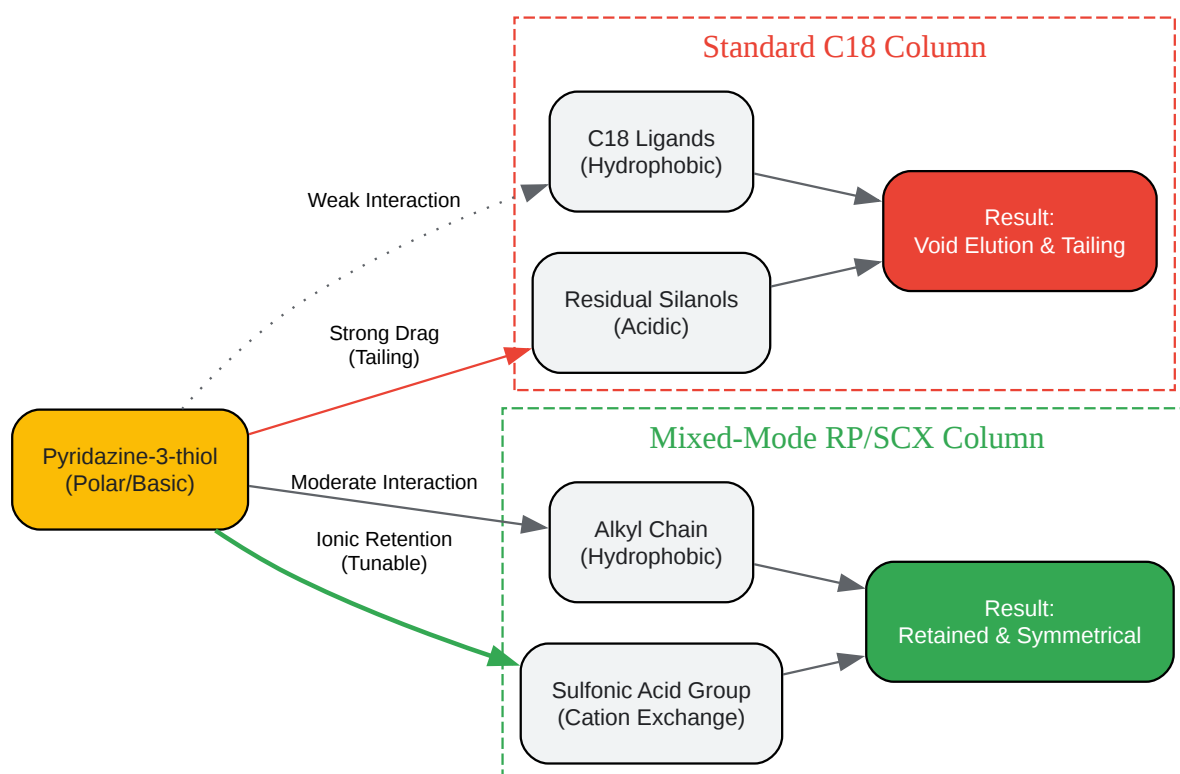 Standard C18 Column
C18 Ligands
(Hydrophobic)
Weak Interaction
Result:
Void Elution & Tailing
Residual Silanols
(Acidic)
Strong Drag
(Tailing)
Pyridazine-3-thiol
(Polar/Basic)
Mixed-Mode RP/SCX Column
Moderate Interaction
Alkyl Chain
(Hydrophobic)
Ionic Retention
(Tunable)
Result:
Retained & Symmetrical
Sulfonic Acid Group
(Cation Exchange)